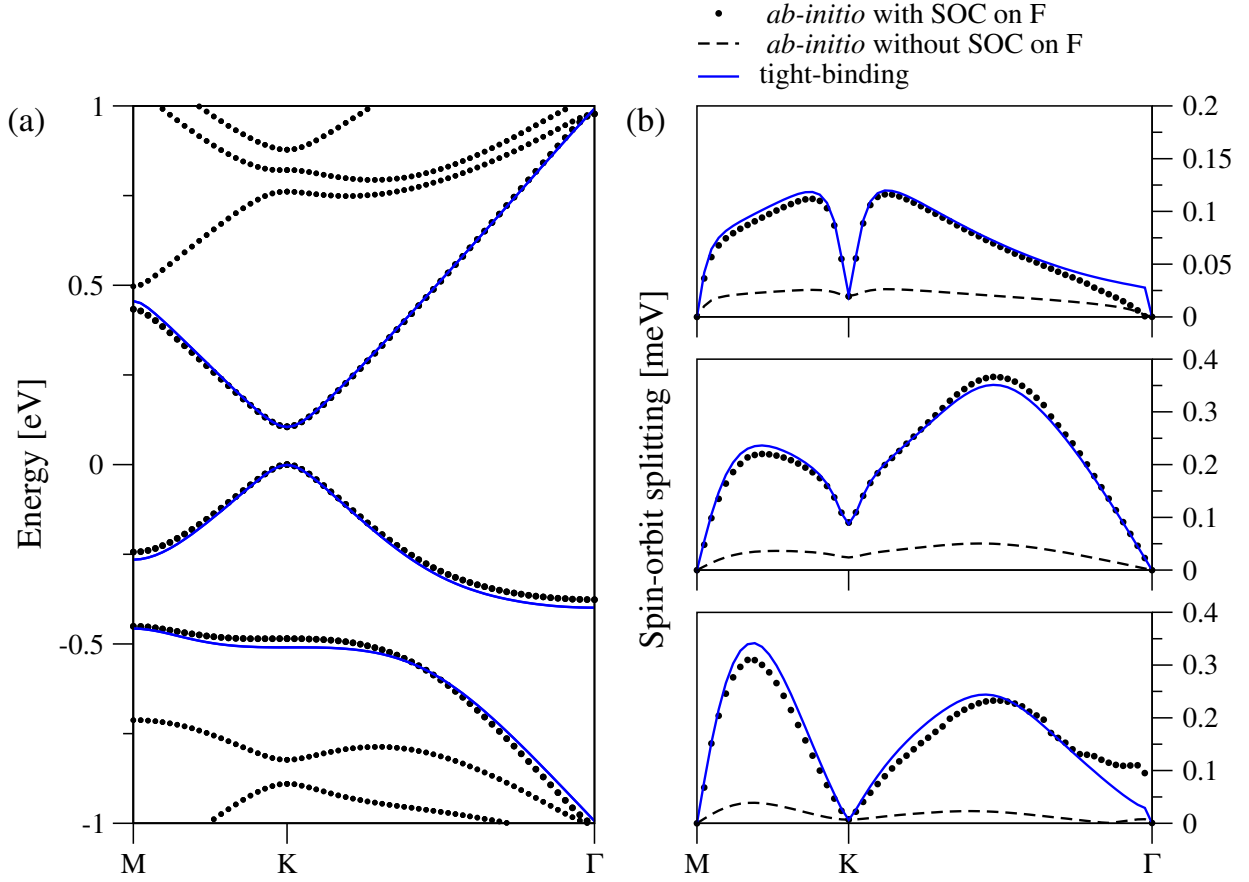 ab-initio with SOC on F
ab-initio without SOC on F
tight-binding
(a)
Energy [eV]
1
0.5
0
-0.5
-1
M
K
Γ
(b)
Spin-orbit splitting [meV]
0.2
0.15
0.1
0.05
0
0.4
0.3
0.2
0.1
0
0.4
0.3
0.2
0.1
0
M
K
Γ